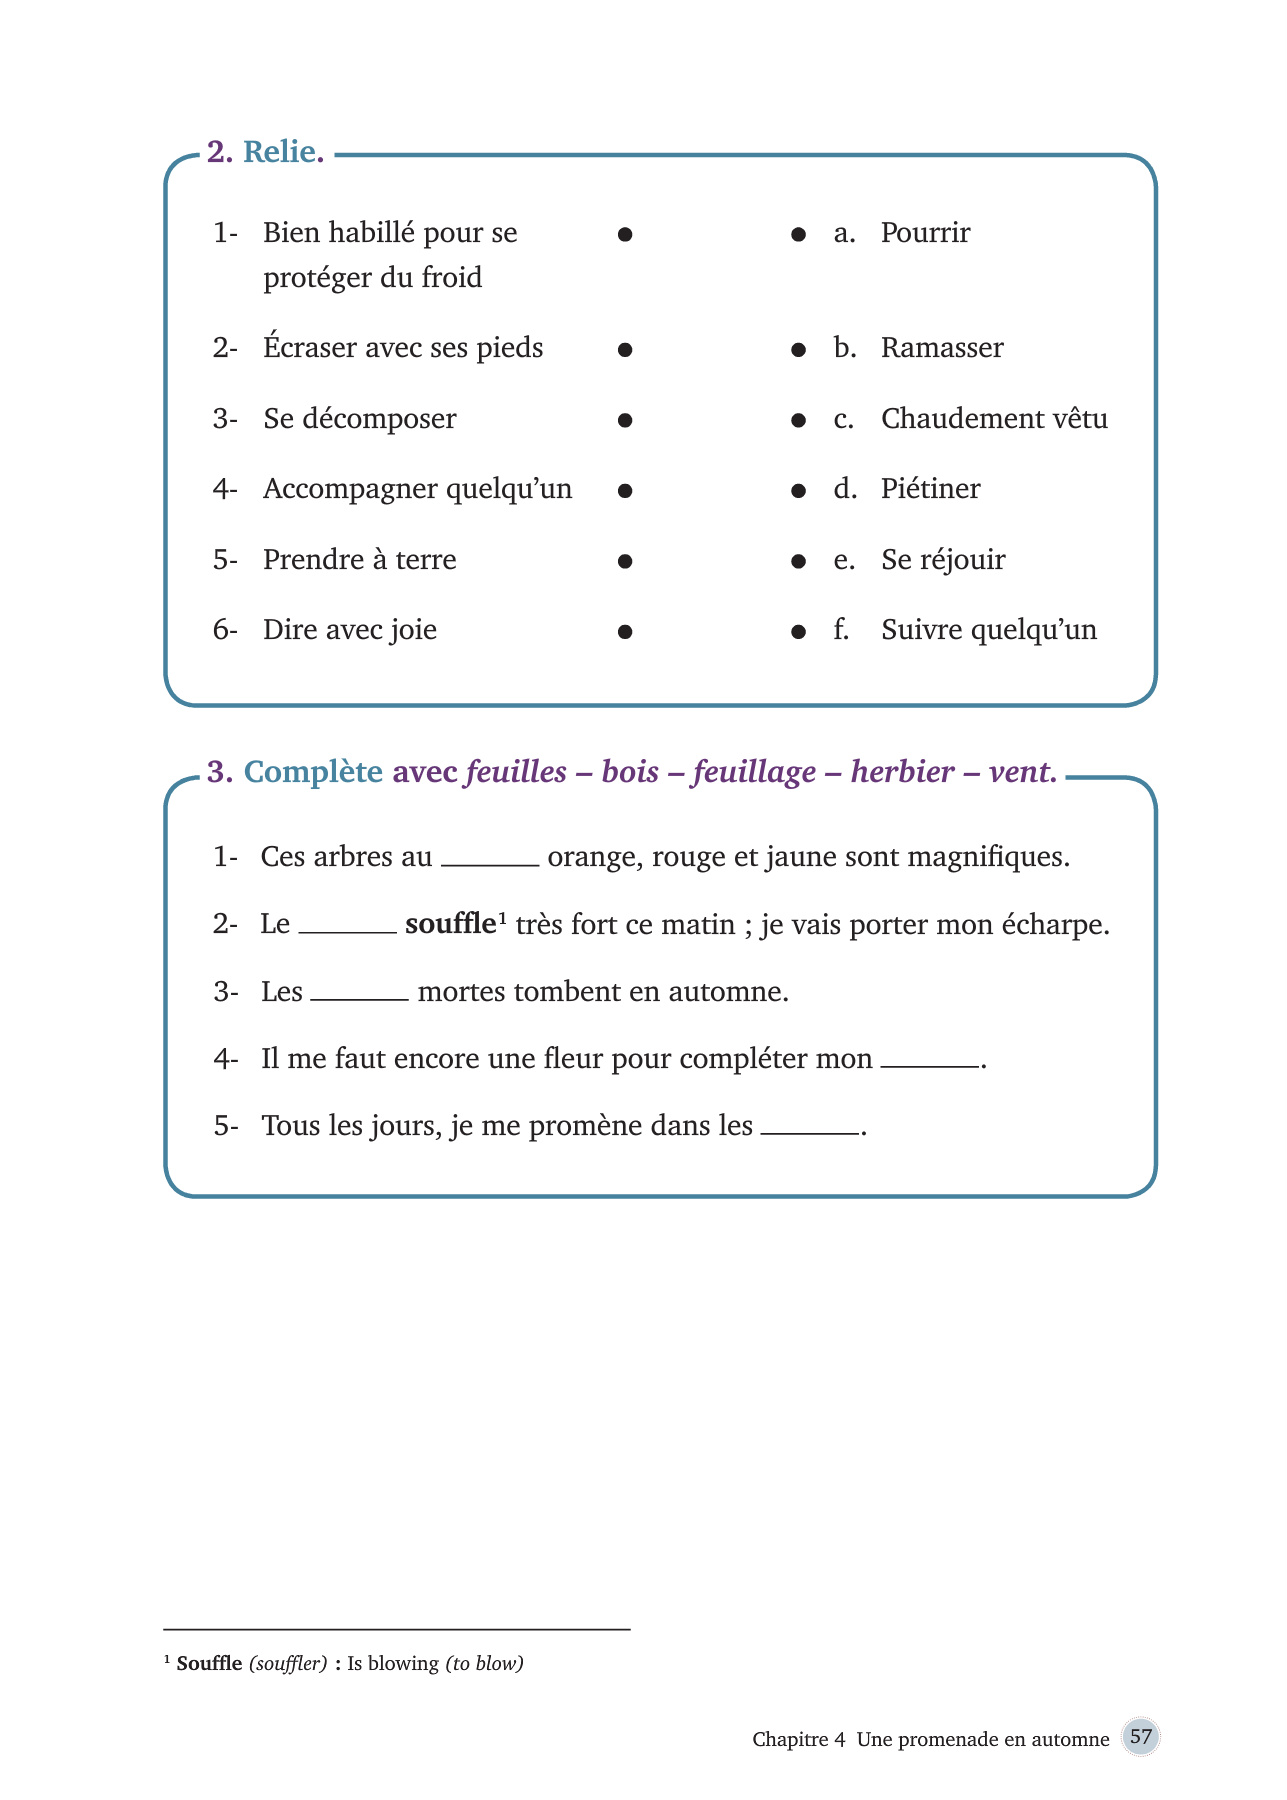 2. Relie.
1- Bien habillé pour se ● ● a. Pourrir
protéger du froid
2- Écraser avec ses pieds ● ● b. Ramasser
3- Se décomposer ● ● c. Chaudement vêtu
4- Accompagner quelqu’un ● ● d. Piétiner
5- Prendre à terre ● ● e. Se réjouir
6- Dire avec joie ● ● f. Suivre quelqu’un
3. Complète avec feuilles – bois – feuillage – herbier – vent.
1- Ces arbres au ______ orange, rouge et jaune sont magnifiques.
2- Le ______ souffle¹ très fort ce matin ; je vais porter mon écharpe.
3- Les ______ mortes tombent en automne.
4- Il me faut encore une fleur pour compléter mon ______.
5- Tous les jours, je me promène dans les ______.
¹ Souffle (souffler) : Is blowing (to blow)
Chapitre 4 Une promenade en automne 57